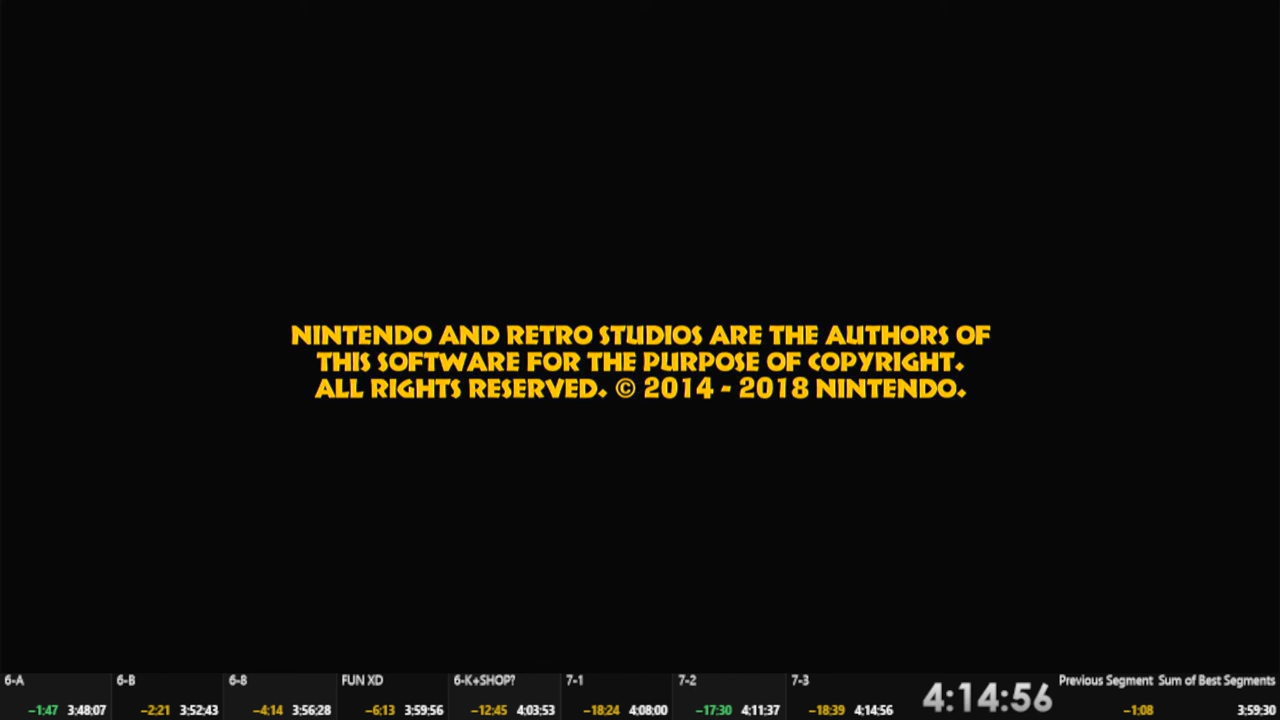 NINTENDO AND RETRO STUDIOS ARE THE AUTHORS OF
THIS SOFTWARE FOR THE PURPOSE OF COPYRIGHT.
ALL RIGHTS RESERVED. © 2014 - 2018 NINTENDO.
6-A 6-B 6-8 FUN XD 6-K+SHOP? 7-1 7-2 7-3 4:14:56 Previous Segment Sum of Best Segments
−1:47 3:48:07 −2:21 3:52:43 −4:14 3:56:28 −6:13 3:59:56 −12:45 4:03:53 −18:24 4:08:00 −17:30 4:11:37 −18:39 4:14:56 −1:08 3:59:30